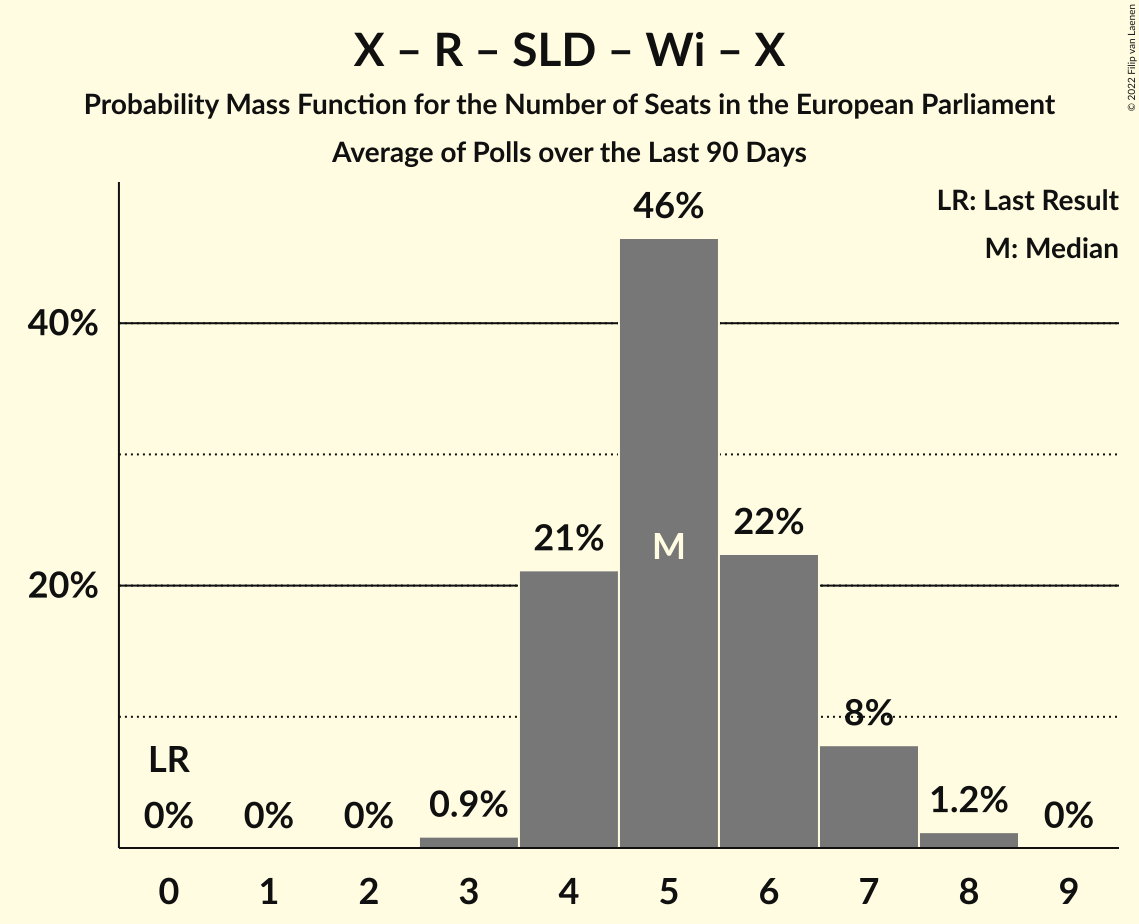 X – R – SLD – Wi – X
Probability Mass Function for the Number of Seats in the European Parliament
Average of Polls over the Last 90 Days
© 2022 Filip van Laenen
LR: Last Result
M: Median
46%
40%
22%
21%
M
20%
8%
LR
0%
0%
0%
0.9%
1.2%
0%
0 1 2 3 4 5 6 7 8 9